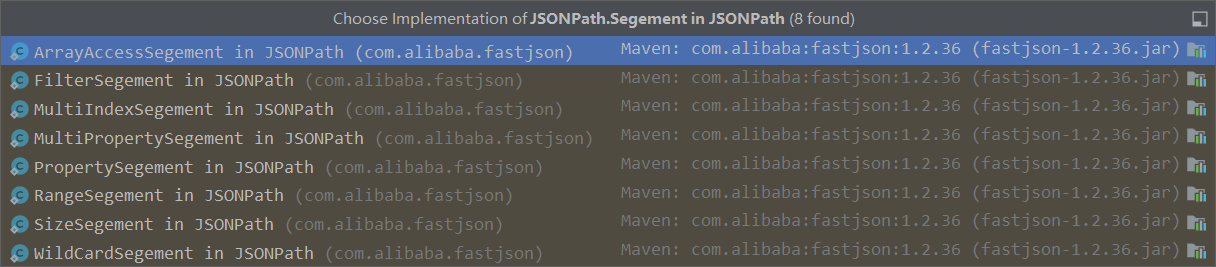 Choose Implementation of JSONPath.Segement in JSONPath (8 found)
ArrayAccessSegement in JSONPath (com.alibaba.fastjson) Maven: com.alibaba:fastjson:1.2.36 (fastjson-1.2.36.jar)
FilterSegement in JSONPath (com.alibaba.fastjson) Maven: com.alibaba:fastjson:1.2.36 (fastjson-1.2.36.jar)
MultiIndexSegement in JSONPath (com.alibaba.fastjson) Maven: com.alibaba:fastjson:1.2.36 (fastjson-1.2.36.jar)
MultiPropertySegement in JSONPath (com.alibaba.fastjson) Maven: com.alibaba:fastjson:1.2.36 (fastjson-1.2.36.jar)
PropertySegement in JSONPath (com.alibaba.fastjson) Maven: com.alibaba:fastjson:1.2.36 (fastjson-1.2.36.jar)
RangeSegement in JSONPath (com.alibaba.fastjson) Maven: com.alibaba:fastjson:1.2.36 (fastjson-1.2.36.jar)
SizeSegement in JSONPath (com.alibaba.fastjson) Maven: com.alibaba:fastjson:1.2.36 (fastjson-1.2.36.jar)
WildCardSegement in JSONPath (com.alibaba.fastjson) Maven: com.alibaba:fastjson:1.2.36 (fastjson-1.2.36.jar)